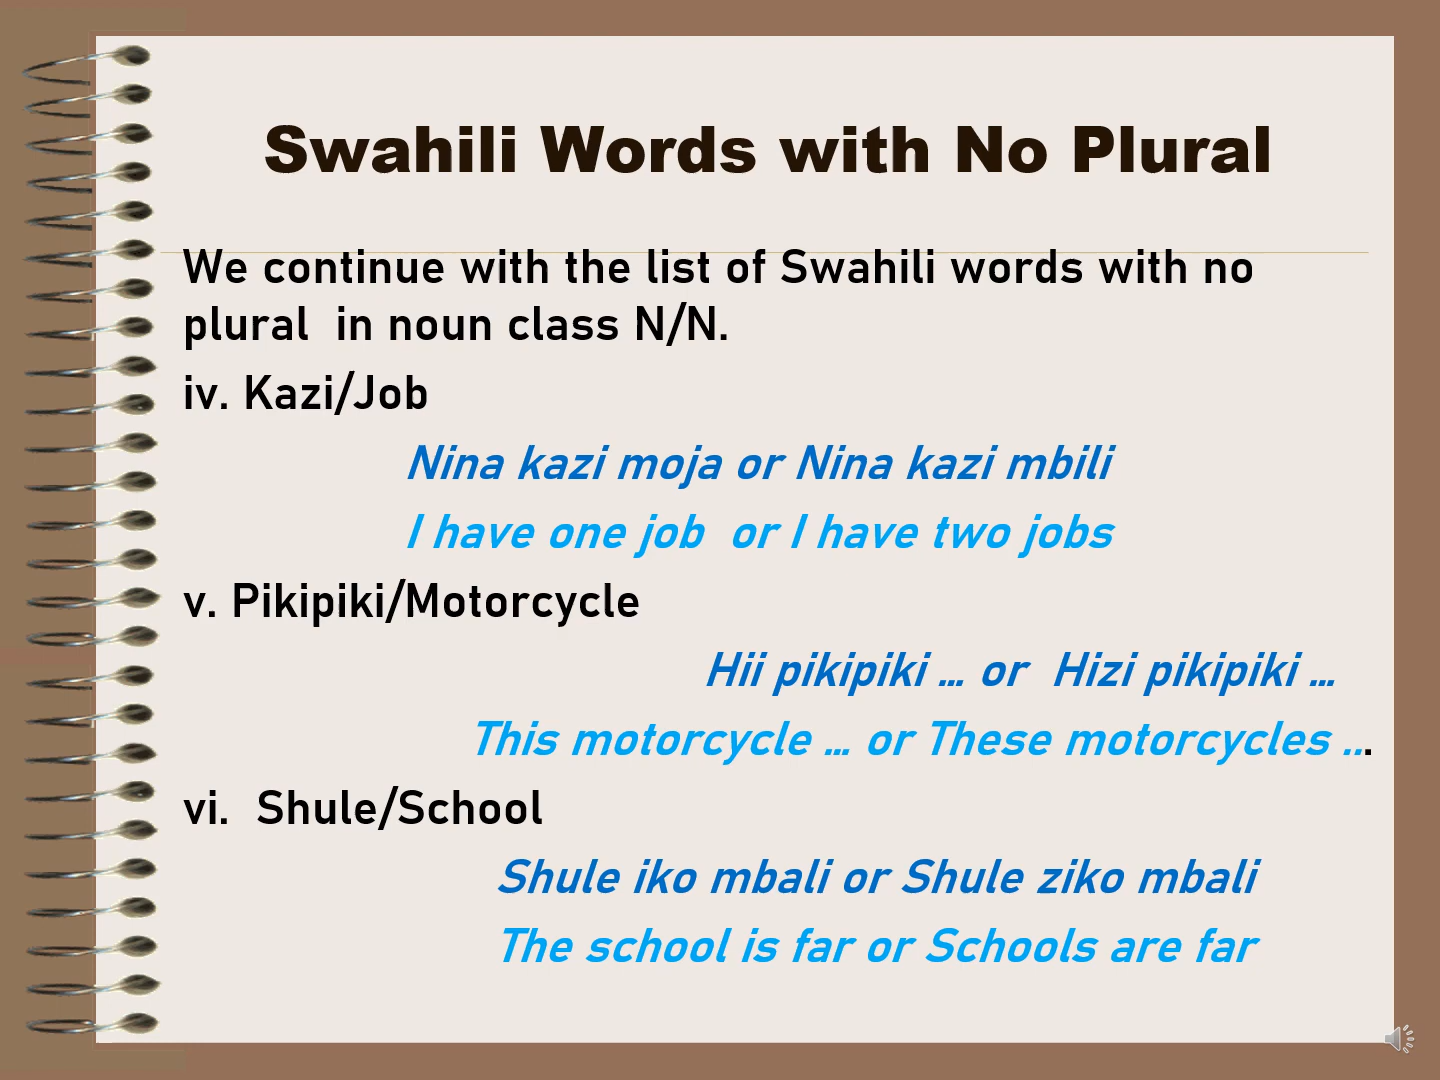 Swahili Words with No Plural
We continue with the list of Swahili words with no
plural  in noun class N/N.
iv. Kazi/Job
Nina kazi moja or Nina kazi mbili
I have one job  or I have two jobs
v. Pikipiki/Motorcycle
Hii pikipiki … or  Hizi pikipiki …
This motorcycle … or These motorcycles ...
vi.  Shule/School
Shule iko mbali or Shule ziko mbali
The school is far or Schools are far